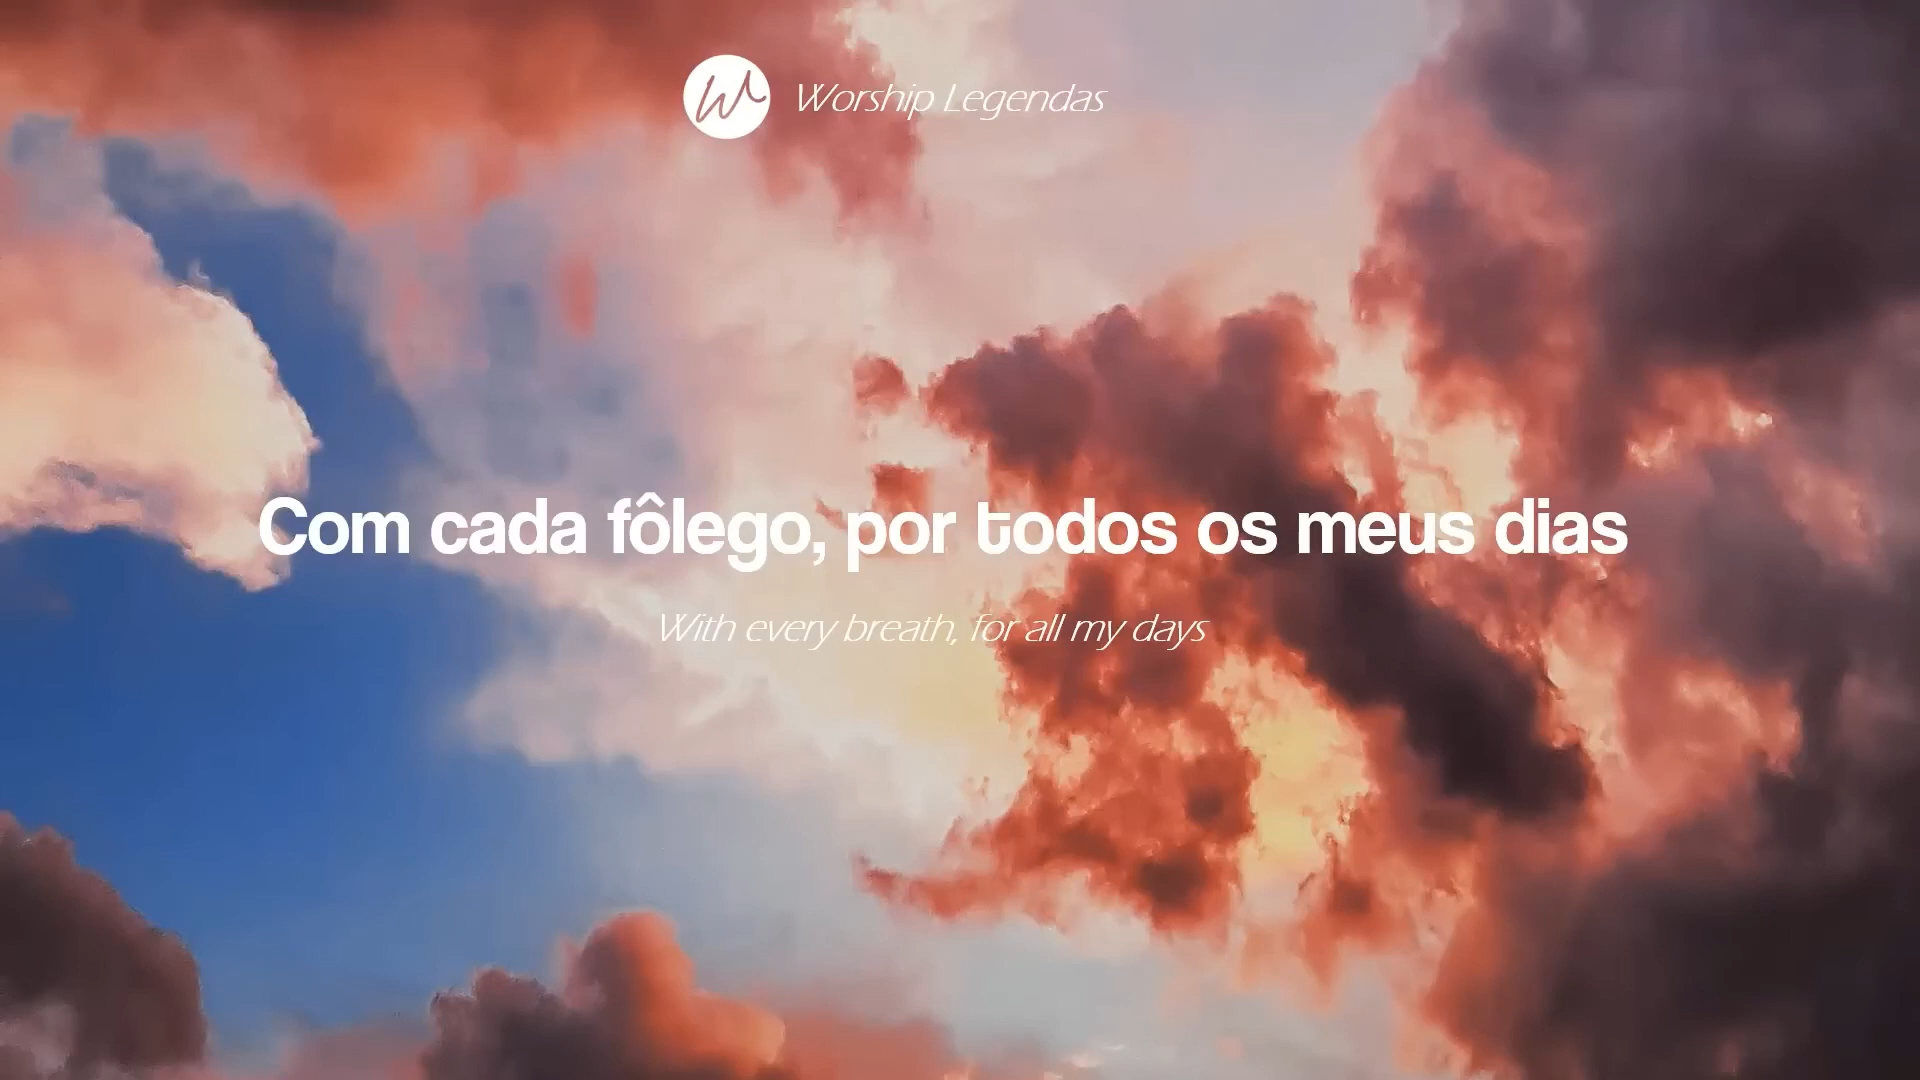 Worship Legendas
Com cada fôlego, por todos os meus dias
With every breath, for all my days